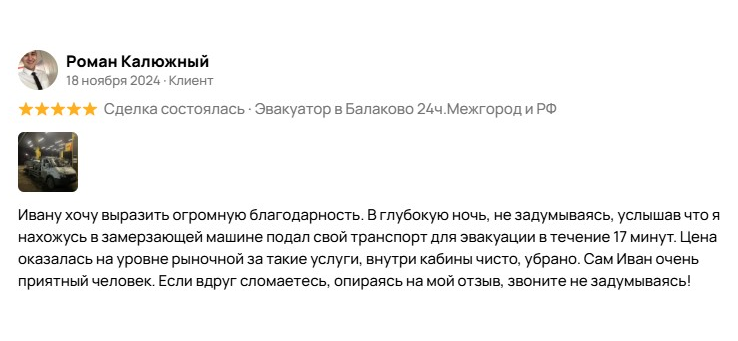 Роман Калюжный
18 ноября 2024 · Клиент
Сделка состоялась · Эвакуатор в Балаково 24ч.Межгород и РФ
Ивану хочу выразить огромную благодарность. В глубокую ночь, не задумываясь, услышав что я
нахожусь в замерзающей машине подал свой транспорт для эвакуации в течение 17 минут. Цена
оказалась на уровне рыночной за такие услуги, внутри кабины чисто, убрано. Сам Иван очень
приятный человек. Если вдруг сломаетесь, опираясь на мой отзыв, звоните не задумываясь!